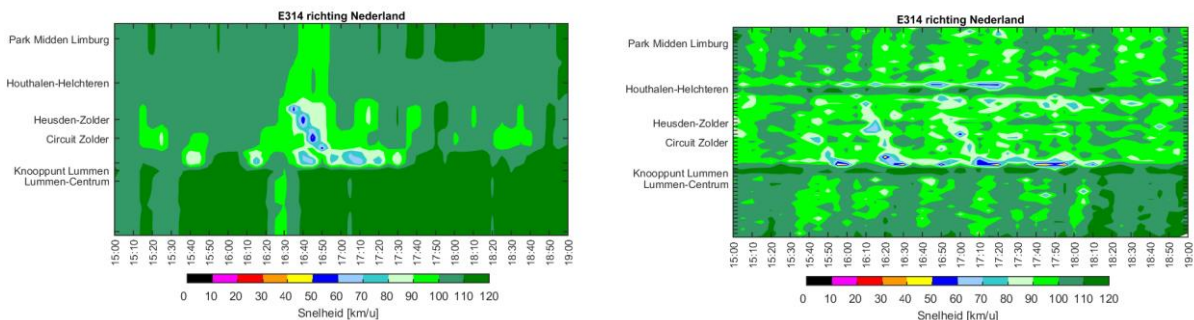 E314 richting Nederland
Park Midden Limburg
Houthalen-Helchteren
Heusden-Zolder
Circuit Zolder
Knooppunt Lummen
Lummen-Centrum
15:00 15:10 15:20 15:30 15:40 15:50 16:00 16:10 16:20 16:30 16:40 16:50 17:00 17:10 17:20 17:30 17:40 17:50 18:00 18:10 18:20 18:30 18:40 18:50 19:00
0 10 20 30 40 50 60 70 80 90 100 110 120
Snelheid [km/u]
E314 richting Nederland
Park Midden Limburg
Houthalen-Helchteren
Heusden-Zolder
Circuit Zolder
Knooppunt Lummen
Lummen-Centrum
15:00 15:10 15:20 15:30 15:40 15:50 16:00 16:10 16:20 16:30 16:40 16:50 17:00 17:10 17:20 17:30 17:40 17:50 18:00 18:10 18:20 18:30 18:40 18:50 19:00
0 10 20 30 40 50 60 70 80 90 100 110 120
Snelheid [km/u]